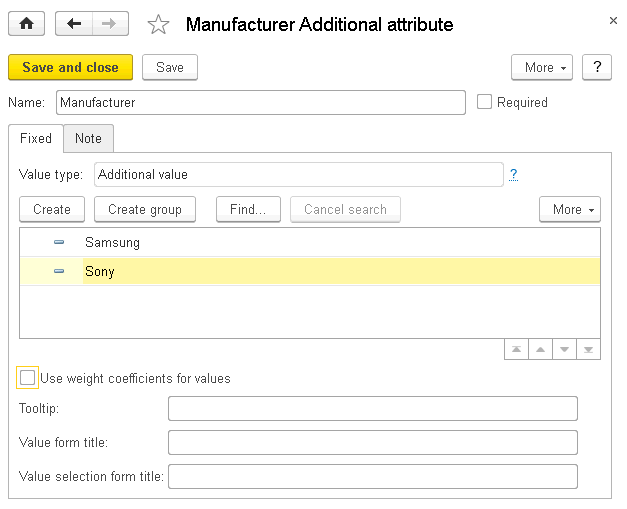 Manufacturer Additional attribute
Save and close Save More ?
Name: Manufacturer Required
Fixed Note
Value type: Additional value ?
Create Create group Find... Cancel search More
Samsung
Sony
Use weight coefficients for values
Tooltip:
Value form title:
Value selection form title: